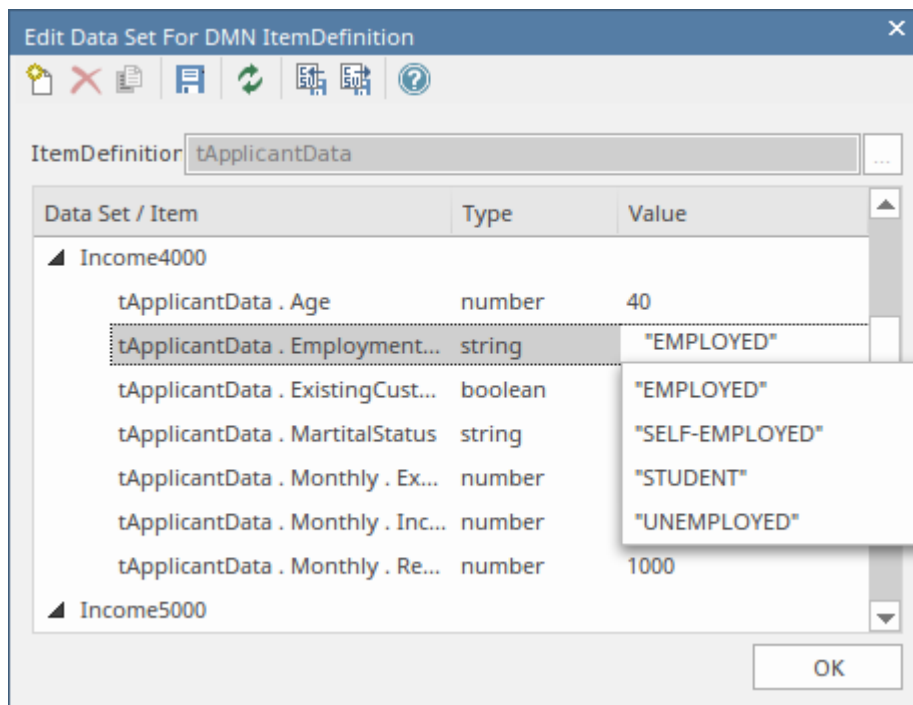 Edit Data Set For DMN ItemDefinition
ItemDefinition tApplicantData ...
Data Set / Item Type Value
Income4000
tApplicantData . Age number 40
tApplicantData . Employment... string "EMPLOYED"
tApplicantData . ExistingCust... boolean "EMPLOYED"
tApplicantData . MartitalStatus string "SELF-EMPLOYED"
tApplicantData . Monthly . Ex... number "STUDENT"
tApplicantData . Monthly . Inc... number "UNEMPLOYED"
tApplicantData . Monthly . Re... number 1000
Income5000
OK